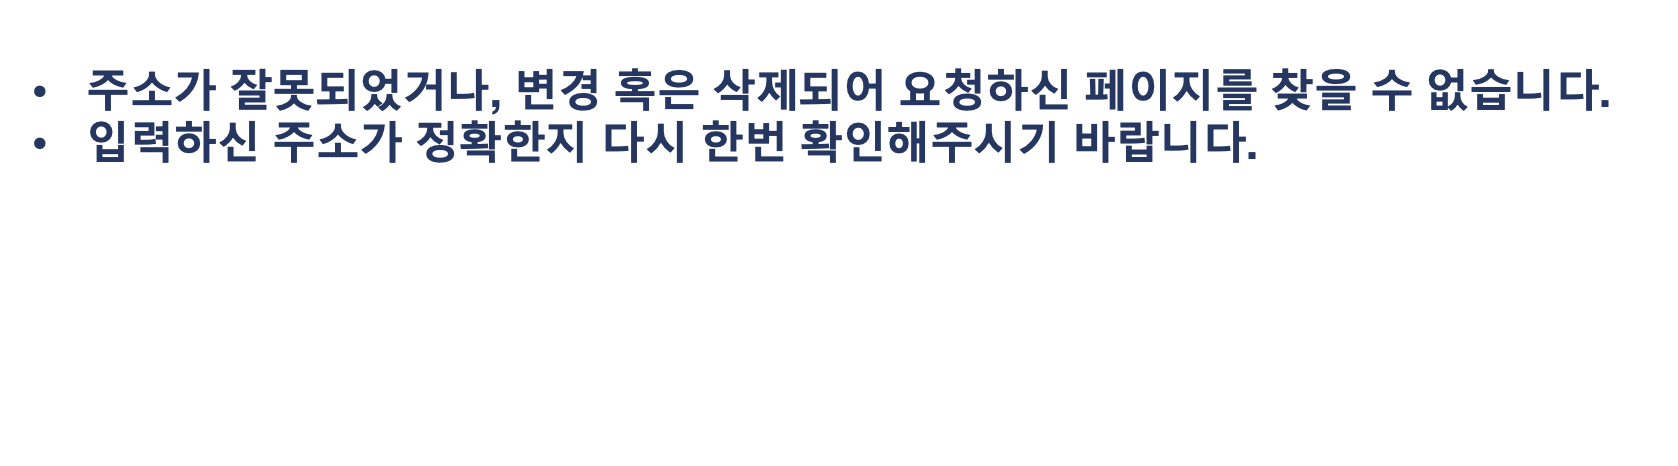 • 주소가 잘못되었거나, 변경 혹은 삭제되어 요청하신 페이지를 찾을 수 없습니다.
• 입력하신 주소가 정확한지 다시 한번 확인해주시기 바랍니다.